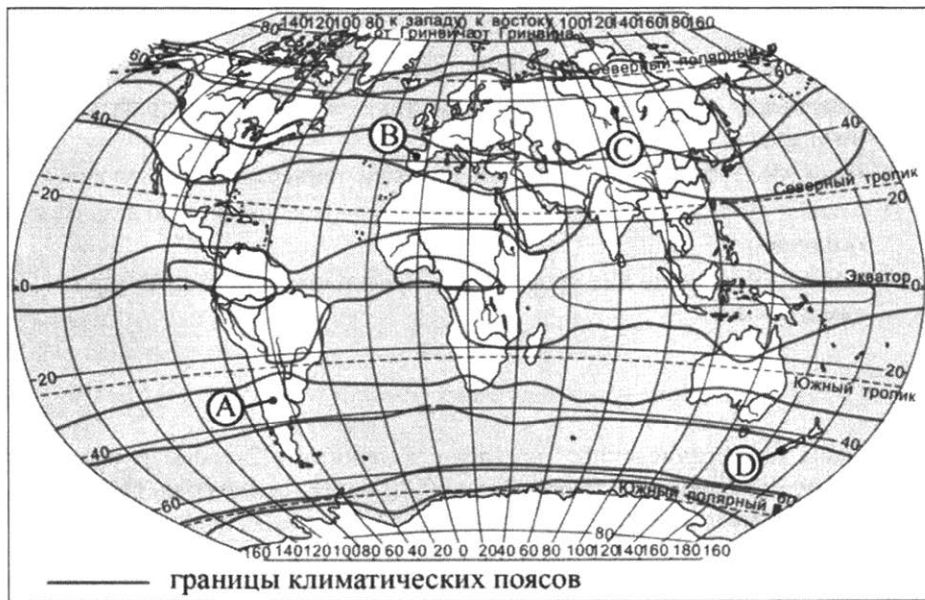 140 120 100 80 к западу к востоку 100 120 140 160 180 160
от Гринвича от Гринвича
80
60
Северный полярный
60
40
B
40
C
20
Северный тропик
20
0
Экватор
0
20
20
A
Южный тропик
40
40
D
60
Южный полярный
60
80
160 140 120 100 80 60 40 20 0 20 40 80 100 120 140 160 180 160
границы климатических поясов